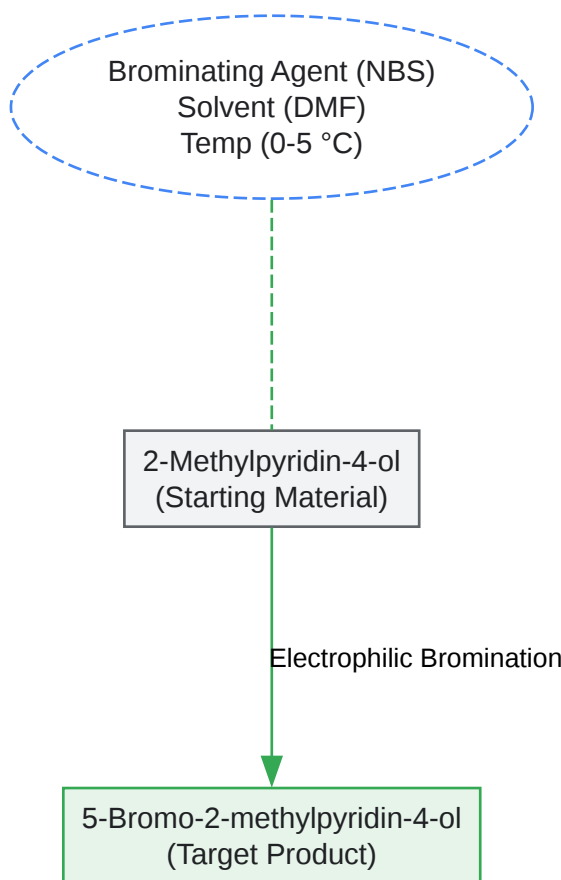 Brominating Agent (NBS)
Solvent (DMF)
Temp (0-5 °C)
2-Methylpyridin-4-ol
(Starting Material)
Electrophilic Bromination
5-Bromo-2-methylpyridin-4-ol
(Target Product)